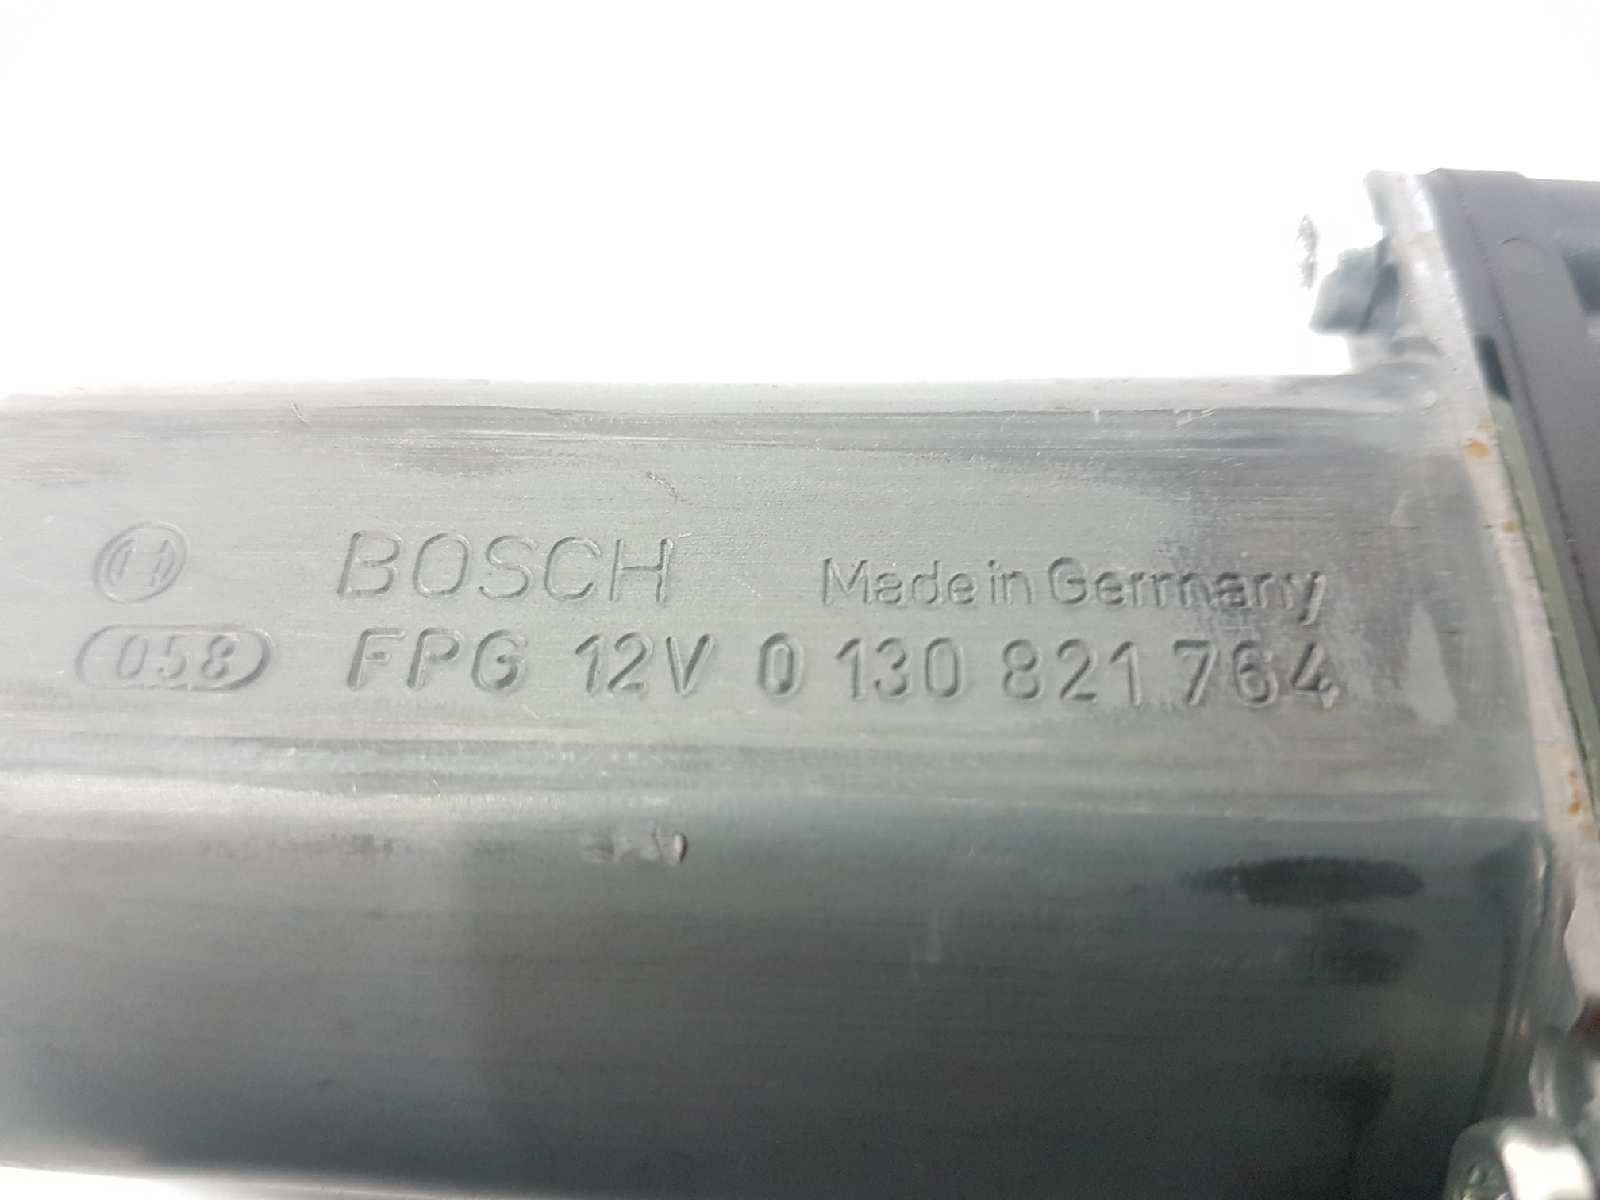 BOSCH Made in Germany
058 FPG 12V 0 130 821 764